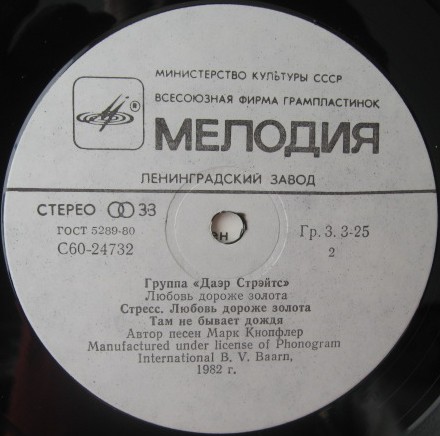 МИНИСТЕРСТВО КУЛЬТУРЫ СССР
ВСЕСОЮЗНАЯ ФИРМА ГРАМПЛАСТИНОК
МЕЛОДИЯ
ЛЕНИНГРАДСКИЙ ЗАВОД
СТЕРЕО 33
ГОСТ 5289-80
С60-24732
Гр. 3. 3-25
2
Группа «Даэр Стрэйтс»
Любовь дороже золота
Стресс. Любовь дороже золота
Там не бывает дождя
Автор песен Марк Кнопфлер
Manufactured under license of Phonogram
International B. V. Baarn,
1982 г.